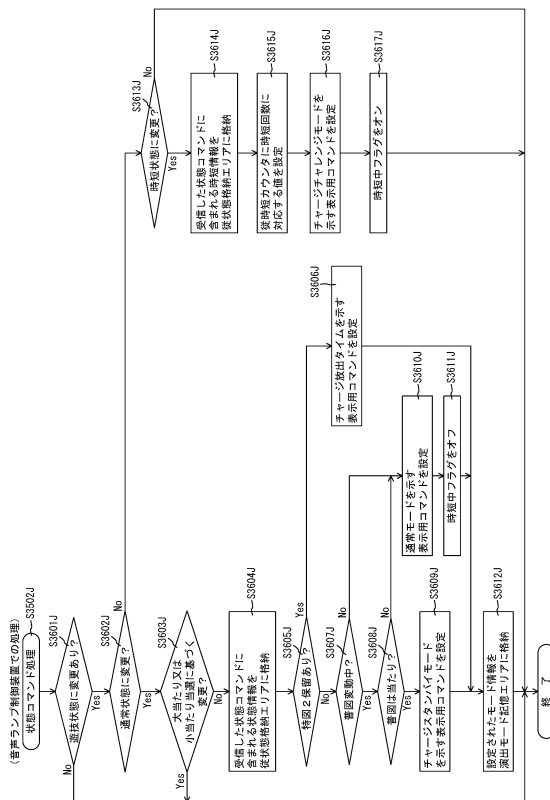 (音声ランプ制御装置での処理)
状態コマンド処理
S3502J
遊技状態に変更あり?
S3601J
No
Yes
通常状態に変更?
S3602J
No
Yes
大当たり又は
小当たり当選に基づく
変更?
S3603J
Yes
No
受信した状態コマンドに
含まれる状態情報を
従状態格納エリアに格納
S3604J
特図2保留あり?
S3605J
Yes
No
チャージ放出タイムを示す
表示用コマンドを設定
S3606J
普図変動中?
S3607J
No
Yes
普図は当たり?
S3608J
No
Yes
チャージスタンバイモード
を示す表示用コマンドを設定
S3609J
通常モードを示す
表示用コマンドを設定
S3610J
時短中フラグをオフ
S3611J
設定されたモード情報を
演出モード記憶エリアに格納
S3612J
時短状態に変更?
S3613J
No
Yes
受信した状態コマンドに
含まれる時短情報を
従状態格納エリアに格納
S3614J
従時短カウンタに時短回数に
対応する値を設定
S3615J
チャージチャレンジモードを
示す表示用コマンドを設定
S3616J
時短中フラグをオン
S3617J
終 了